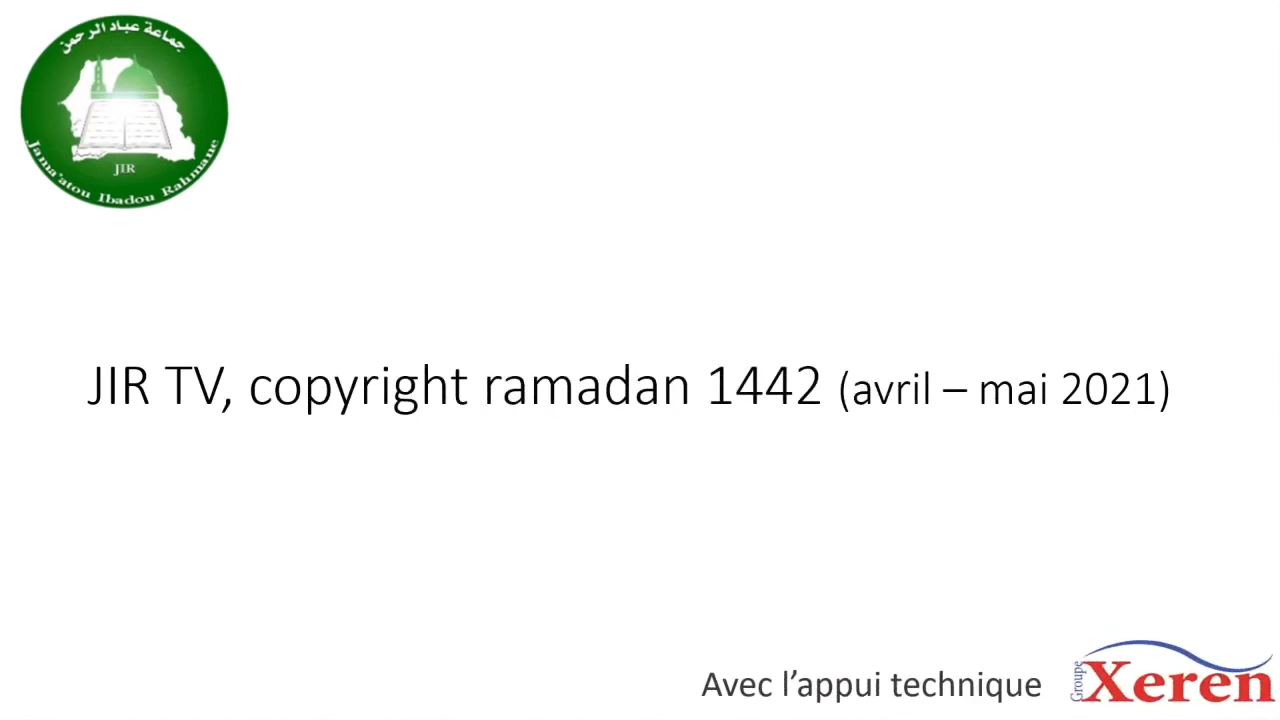 جماعة عباد الرحمن
JIR
Jama'atou Ibadou Rahmane
JIR TV, copyright ramadan 1442 (avril – mai 2021)
Avec l’appui technique
Groupe
Xeren